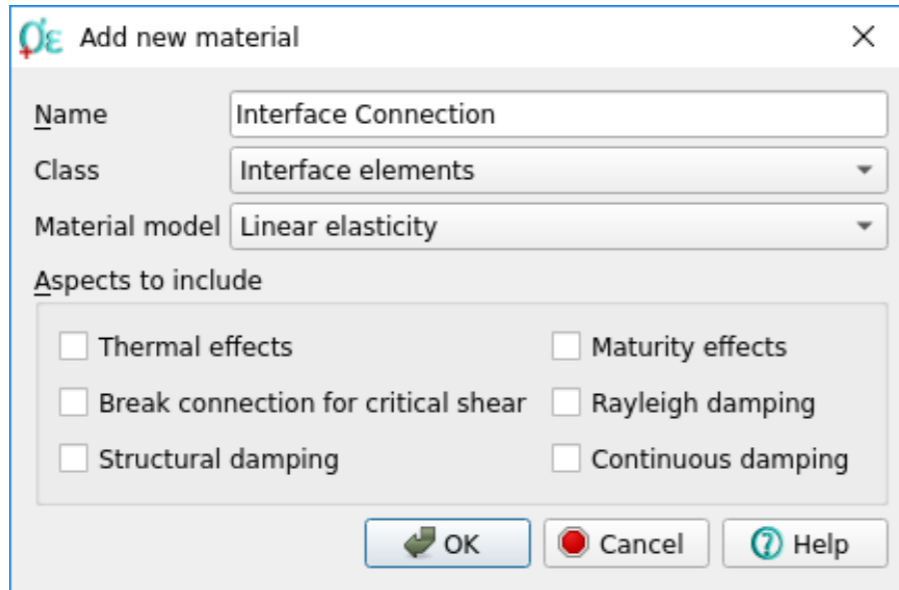 Add new material
Name Interface Connection
Class Interface elements
Material model Linear elasticity
Aspects to include
Thermal effects Maturity effects
Break connection for critical shear Rayleigh damping
Structural damping Continuous damping
OK Cancel Help